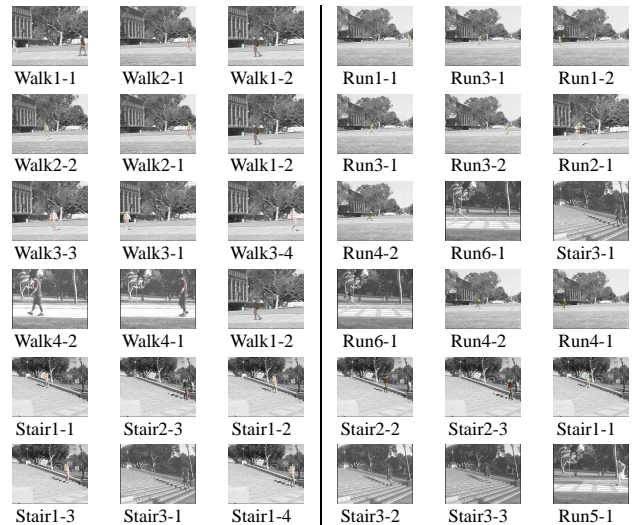 Walk1-1 Walk2-1 Walk1-2 Run1-1 Run3-1 Run1-2
Walk2-2 Walk2-1 Walk1-2 Run3-1 Run3-2 Run2-1
Walk3-3 Walk3-1 Walk3-4 Run4-2 Run6-1 Stair3-1
Walk4-2 Walk4-1 Walk1-2 Run6-1 Run4-2 Run4-1
Stair1-1 Stair2-3 Stair1-2 Stair2-2 Stair2-3 Stair1-1
Stair1-3 Stair3-1 Stair1-4 Stair3-2 Stair3-3 Run5-1